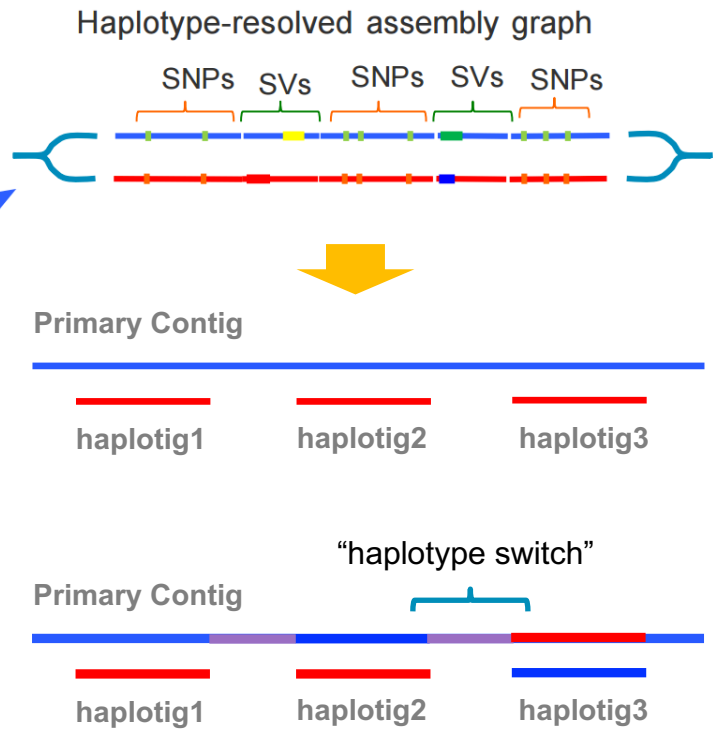 Haplotype-resolved assembly graph
SNPs SVs SNPs SVs SNPs
Primary Contig
haplotig1 haplotig2 haplotig3
“haplotype switch”
Primary Contig
haplotig1 haplotig2 haplotig3